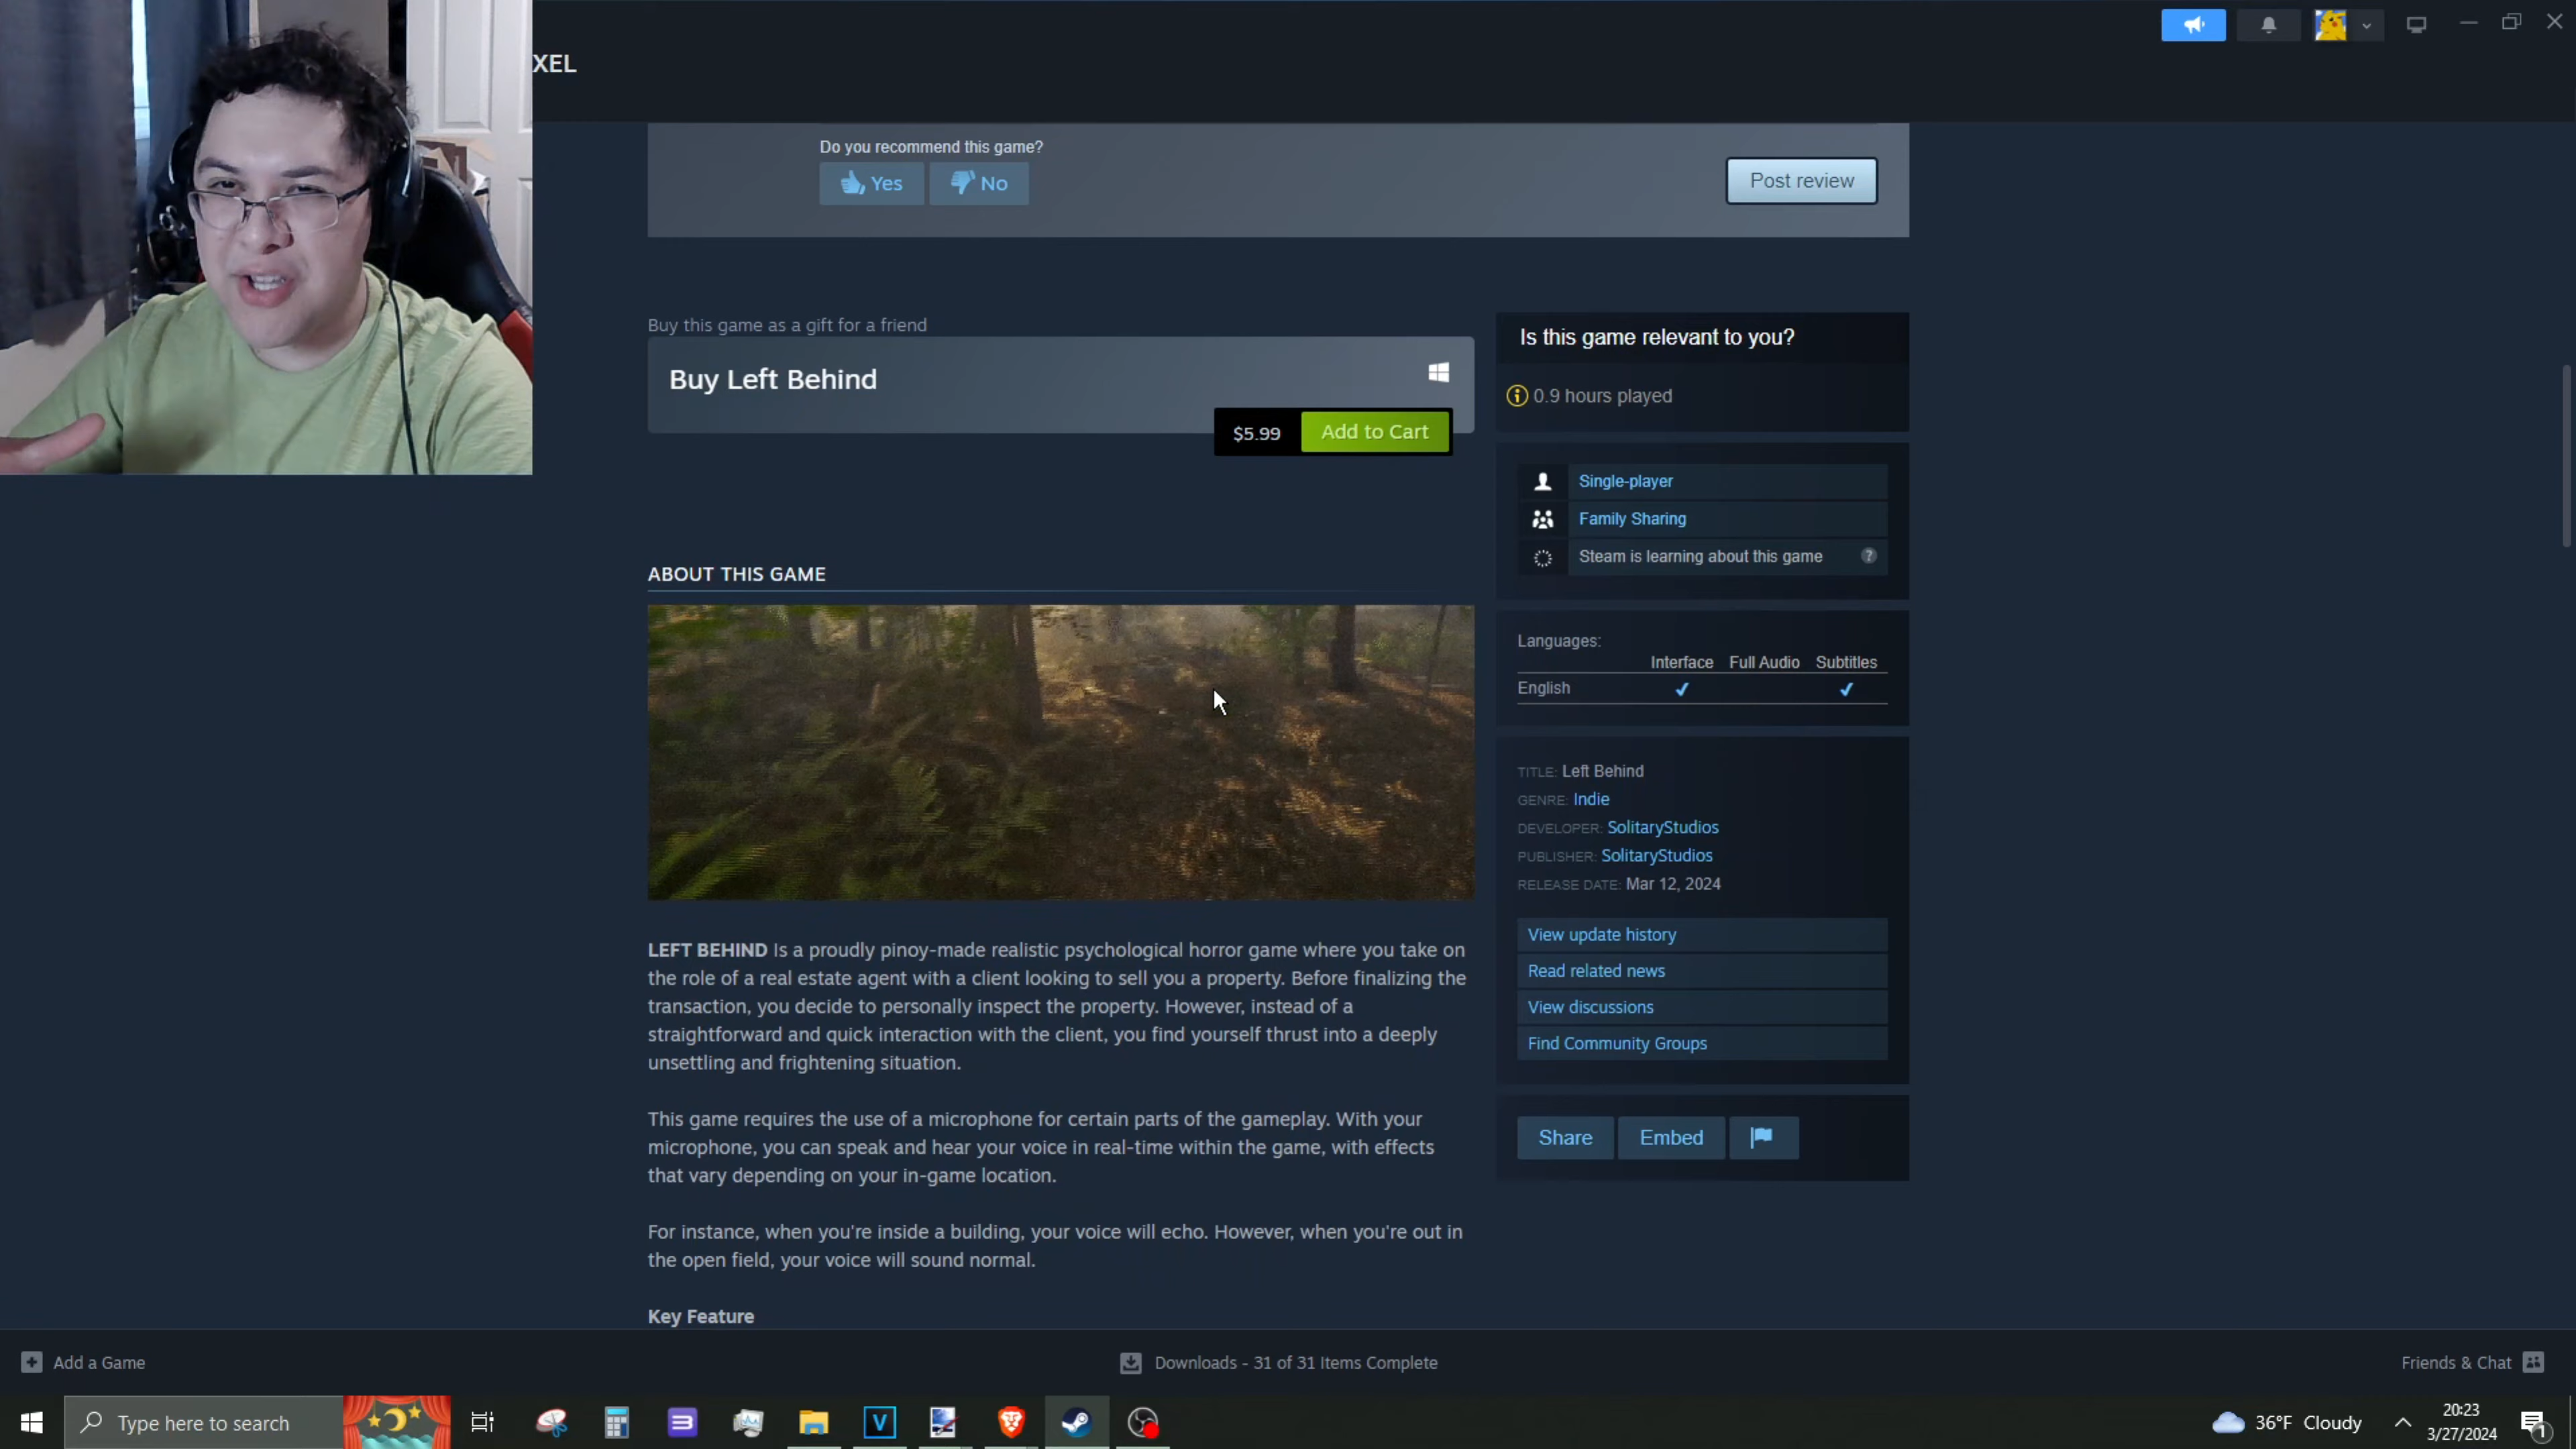 XEL
Do you recommend this game?
Yes No
Post review
Buy this game as a gift for a friend
Buy Left Behind
$5.99 Add to Cart
Is this game relevant to you?
0.9 hours played
Single-player
Family Sharing
Steam is learning about this game ?
Languages:
Interface Full Audio Subtitles
English ✔ ✔
TITLE: Left Behind
GENRE: Indie
DEVELOPER: SolitaryStudios
PUBLISHER: SolitaryStudios
RELEASE DATE: Mar 12, 2024
View update history
Read related news
View discussions
Find Community Groups
Share Embed
ABOUT THIS GAME
LEFT BEHIND Is a proudly pinoy-made realistic psychological horror game where you take on
the role of a real estate agent with a client looking to sell you a property. Before finalizing the
transaction, you decide to personally inspect the property. However, instead of a
straightforward and quick interaction with the client, you find yourself thrust into a deeply
unsettling and frightening situation.
This game requires the use of a microphone for certain parts of the gameplay. With your
microphone, you can speak and hear your voice in real-time within the game, with effects
that vary depending on your in-game location.
For instance, when you're inside a building, your voice will echo. However, when you're out in
the open field, your voice will sound normal.
Key Feature
Add a Game
Downloads - 31 of 31 Items Complete
Friends & Chat
Type here to search
V
36°F Cloudy
20:23
3/27/2024
1